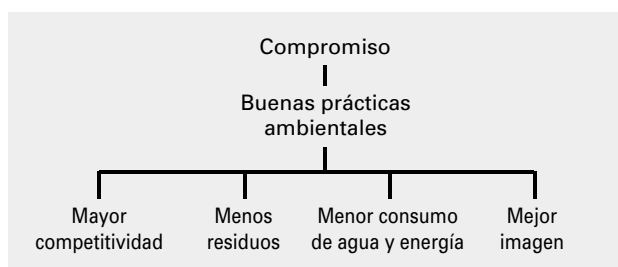 Compromiso
Buenas prácticas
ambientales
Mayor
competitividad
Menos
residuos
Menor consumo
de agua y energía
Mejor
imagen